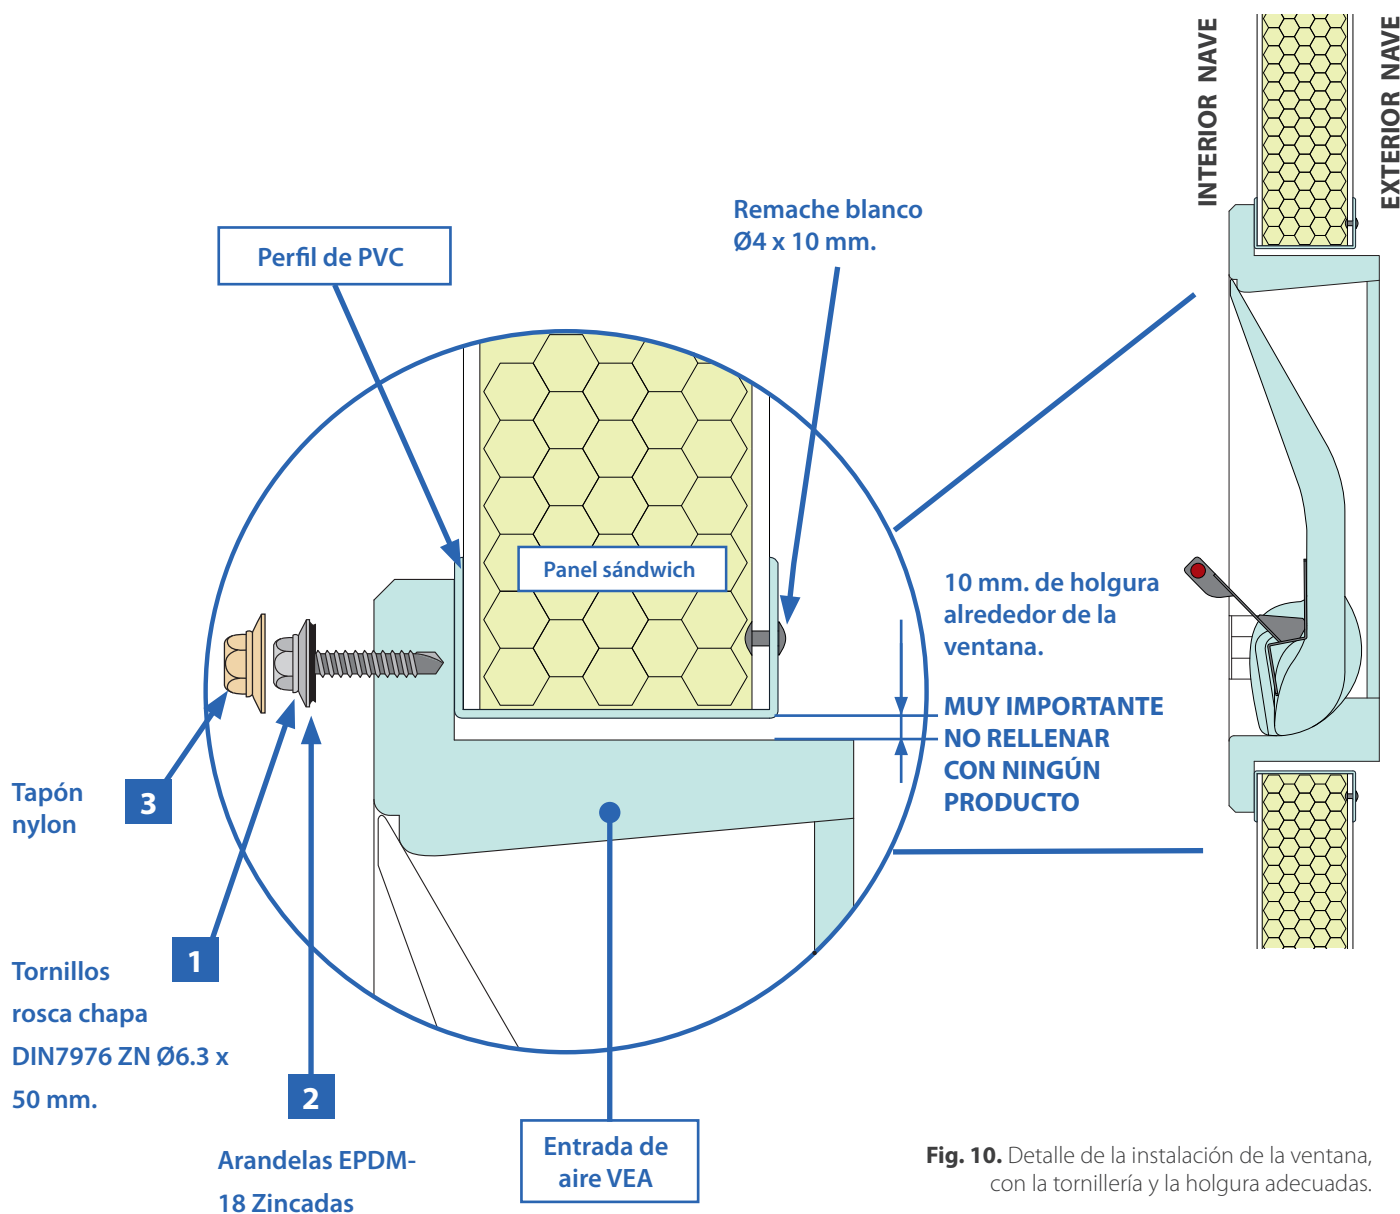 INTERIOR NAVE
EXTERIOR NAVE
Remache blanco
Ø4 x 10 mm.
Perfil de PVC
Panel sándwich
10 mm. de holgura
alrededor de la
ventana.
MUY IMPORTANTE
NO RELLENAR
CON NINGÚN
PRODUCTO
Tapón
nylon
3
1
Tornillos
rosca chapa
DIN7976 ZN Ø6.3 x
50 mm.
2
Arandelas EPDM-
18 Zincadas
Entrada de
aire VEA
Fig. 10. Detalle de la instalación de la ventana,
con la tornillería y la holgura adecuadas.